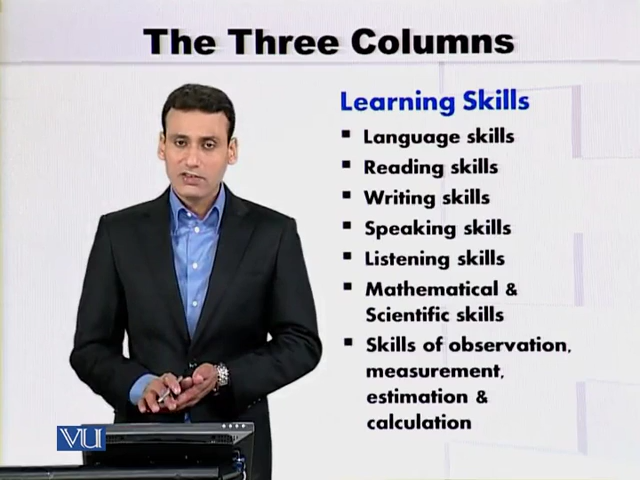 The Three Columns
Learning Skills
▪ Language skills
▪ Reading skills
▪ Writing skills
▪ Speaking skills
▪ Listening skills
▪ Mathematical &
Scientific skills
▪ Skills of observation,
measurement,
estimation &
calculation
VU